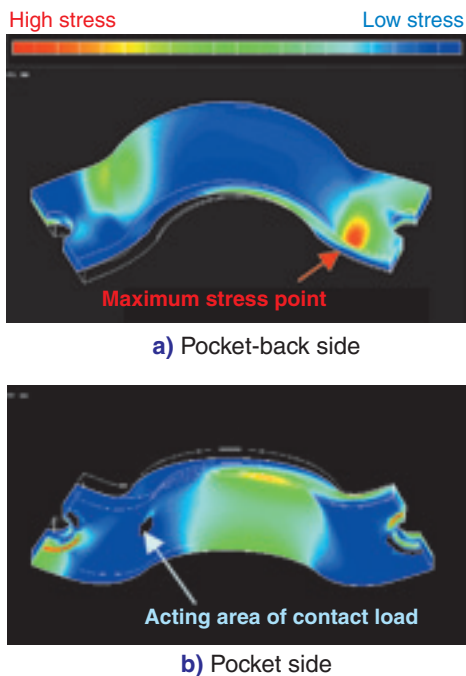 High stress Low stress
Maximum stress point
a) Pocket-back side
Acting area of contact load
b) Pocket side